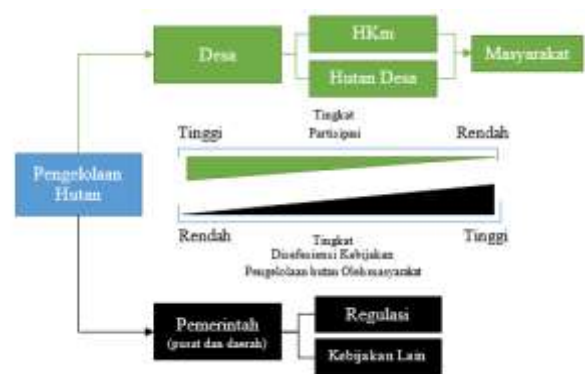 HKm
Desa
Masyarakat
Hutan Desa
Tingkat
Partisipasi
Tinggi
Rendah
Pengelolaan
Hutan
Rendah
Tinggi
Tingkat
Disefesiensi Kebijakan
Pengelolaan hutan Oleh masyarakat
Pemerintah
(pusat dan daerah)
Regulasi
Kebijakan Lain